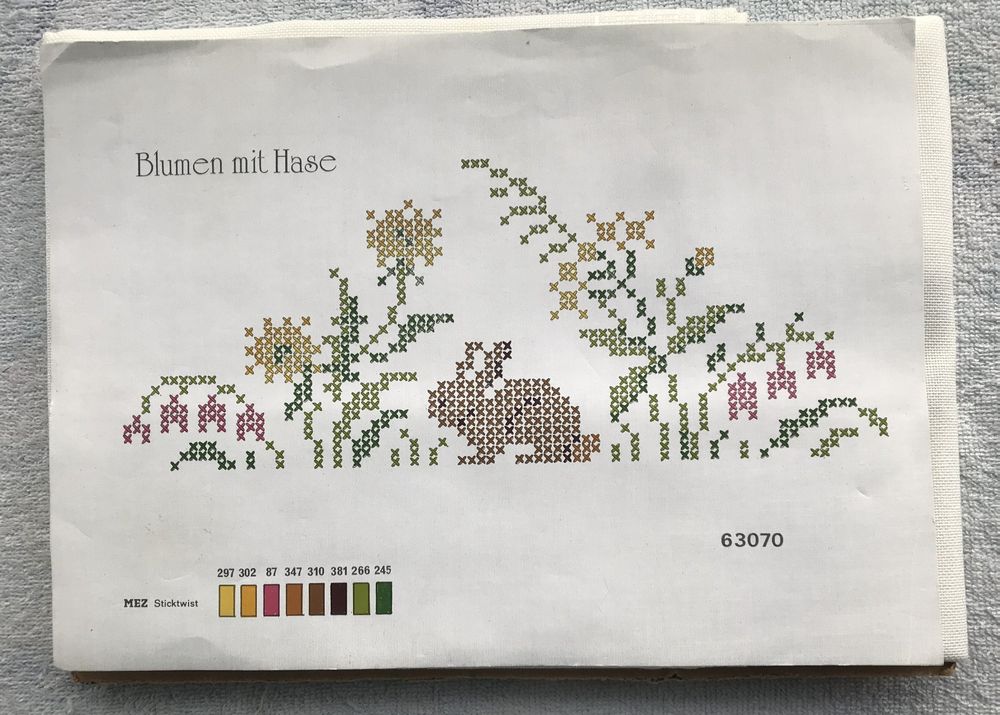 Blumen mit Hase
63070
297 302 87 347 310 381 266 245
MEZ Sticktwist